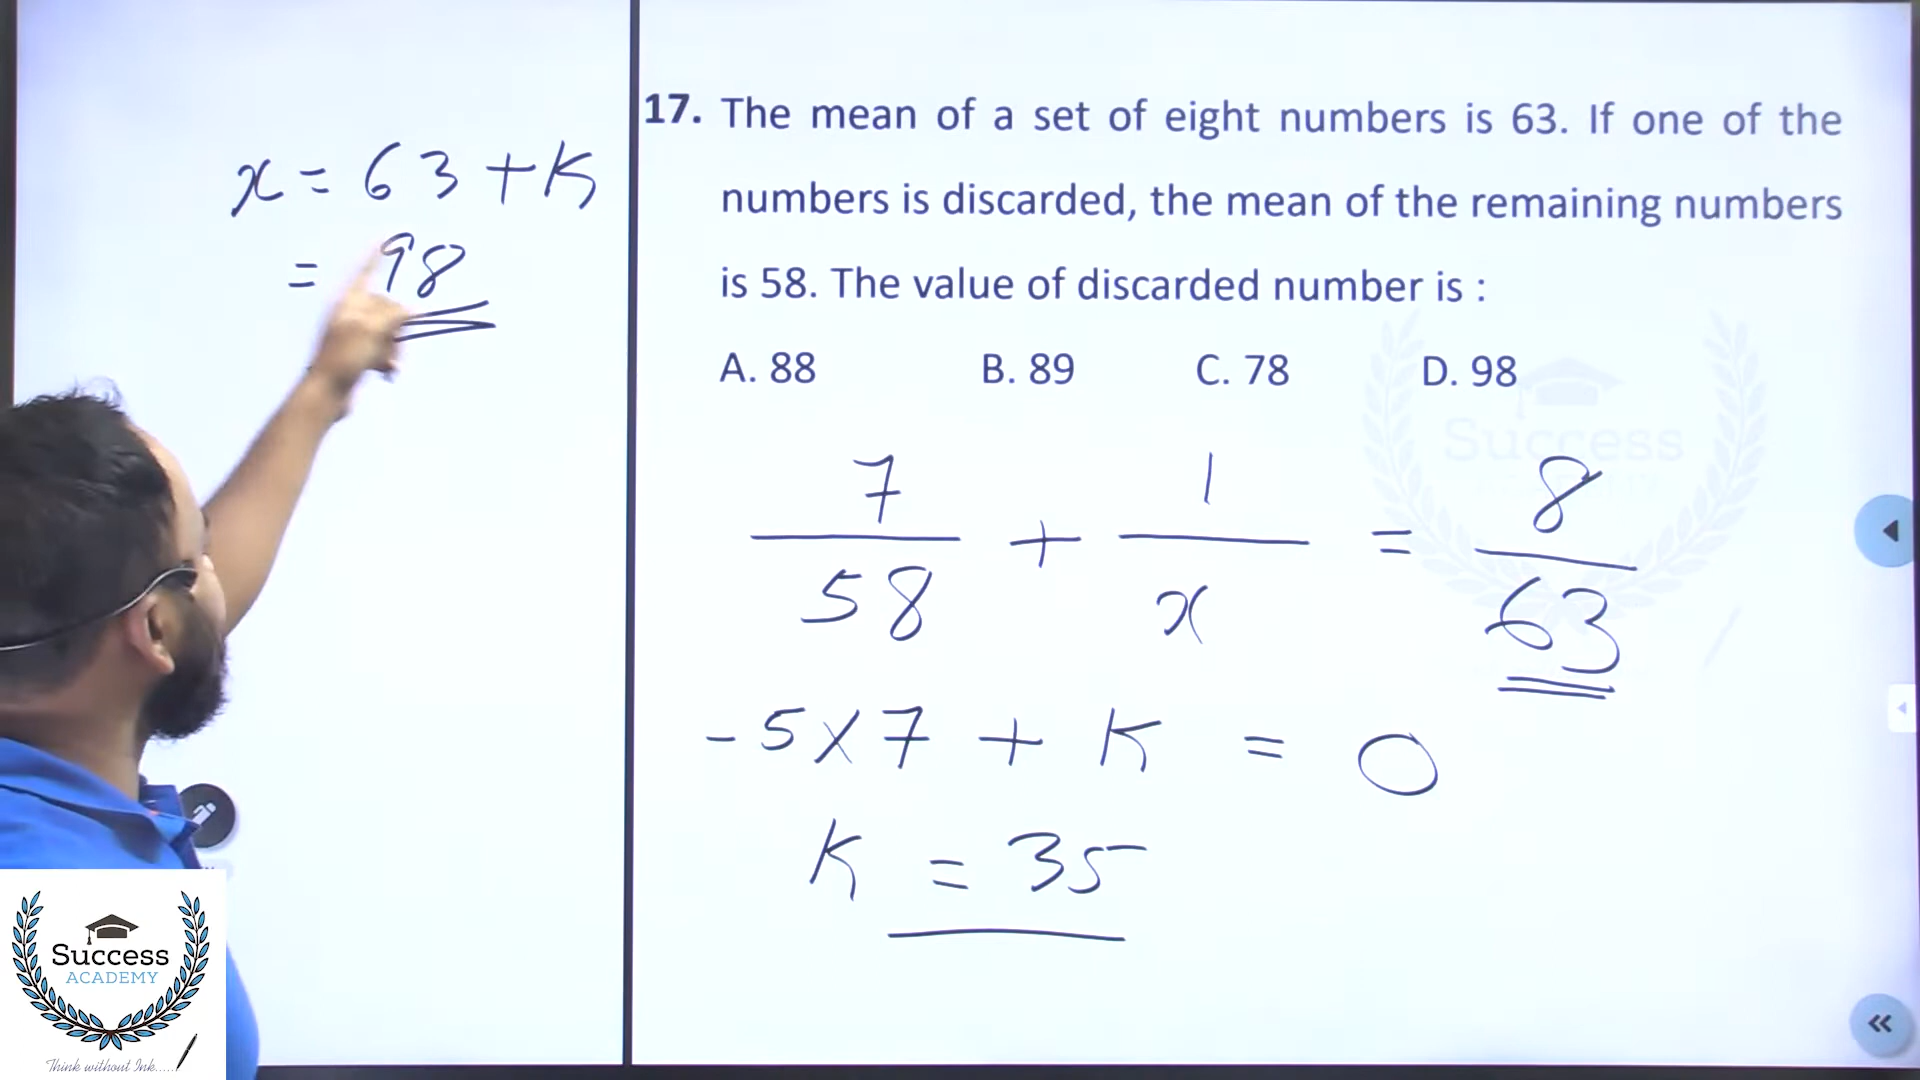 x = 63 + K
= 98
17. The mean of a set of eight numbers is 63. If one of the
numbers is discarded, the mean of the remaining numbers
is 58. The value of discarded number is :
A. 88 B. 89 C. 78 D. 98
7/58 + 1/x = 8/63
-5x7 + K = 0
K = 35
Success
Success
ACADEMY
Think without Ink.....